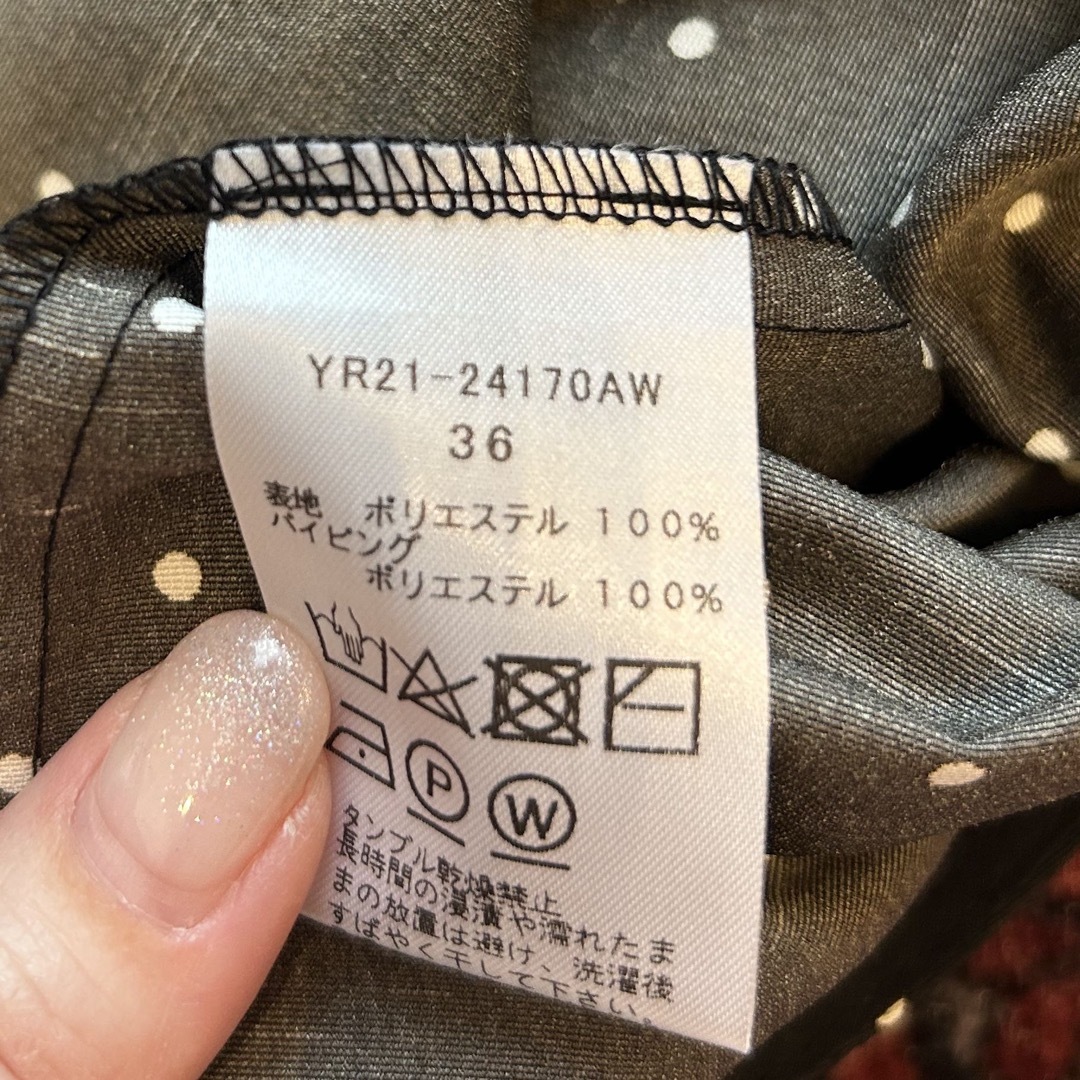 YR21-24170AW
36
表地 ポリエステル 100%
パイピング
ポリエステル 100%
P
W
タンブル乾燥禁止
長時間の浸漬や濡れたま
まの放置は避け、洗濯後
すばやく干して下さい。